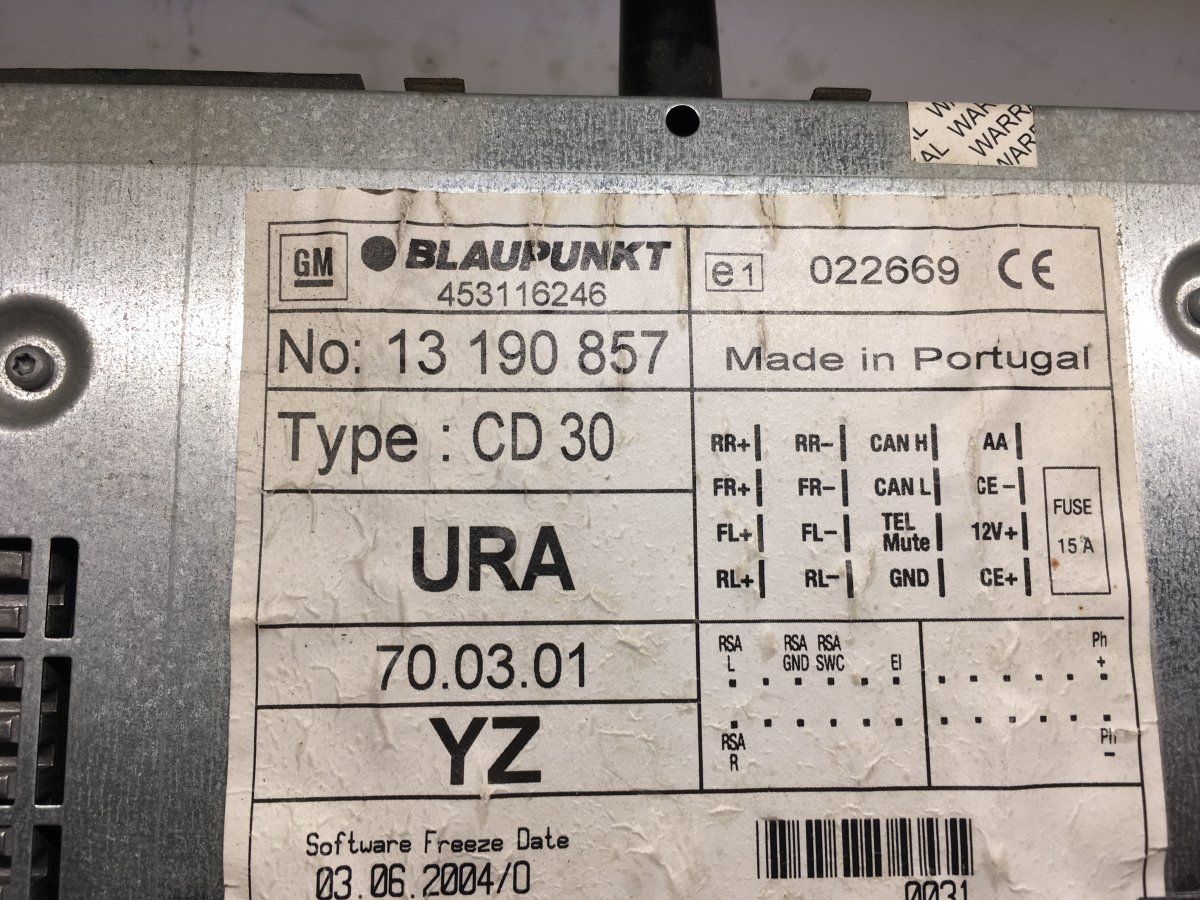 L WA
AL WARR
WARR
WAR
GM
BLAUPUNKT
453116246
e1 022669 CE
No: 13 190 857
Made in Portugal
Type : CD 30
RR+ RR- CAN H AA
FR+ FR- CAN L CE -
FL+ FL- TEL Mute 12V+
RL+ RL- GND CE+
FUSE
15 A
URA
70.03.01
YZ
RSA L
RSA GND
RSA SWC
EI
Ph +
RSA R
Ph -
Software Freeze Date
03.06.2004/0
0031